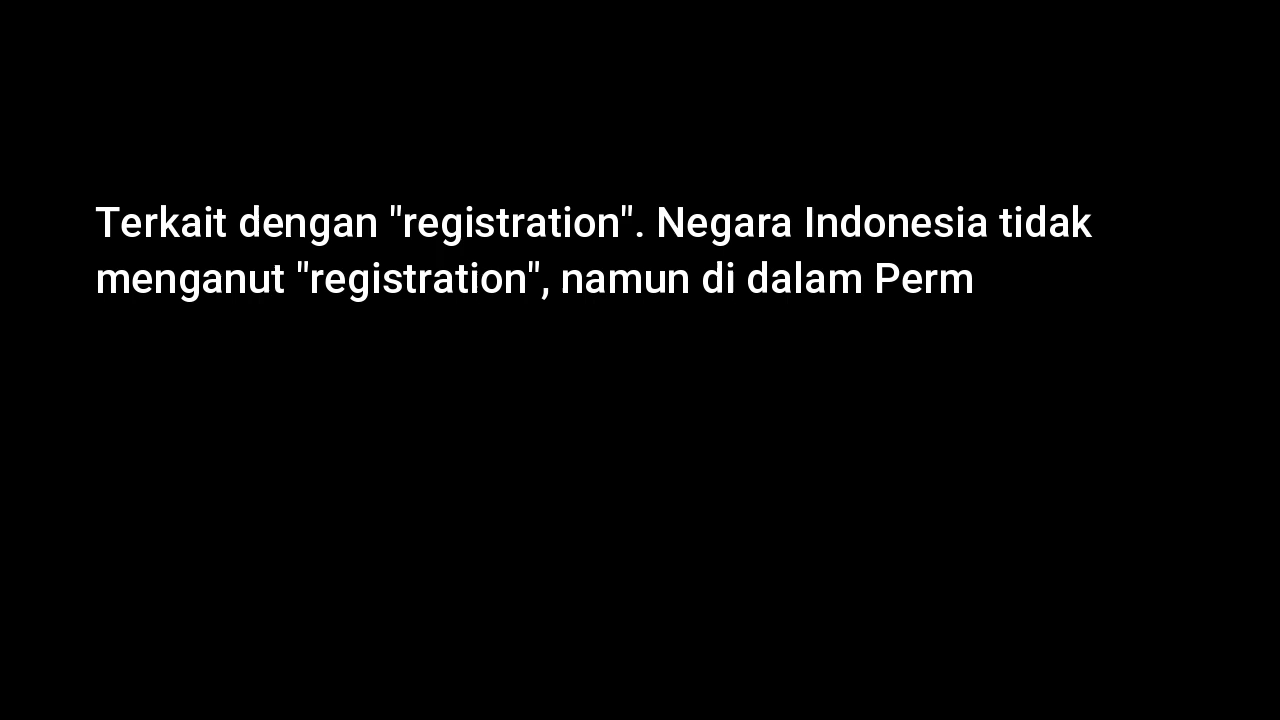 Terkait dengan "registration". Negara Indonesia tidak
menganut "registration", namun di dalam Perm